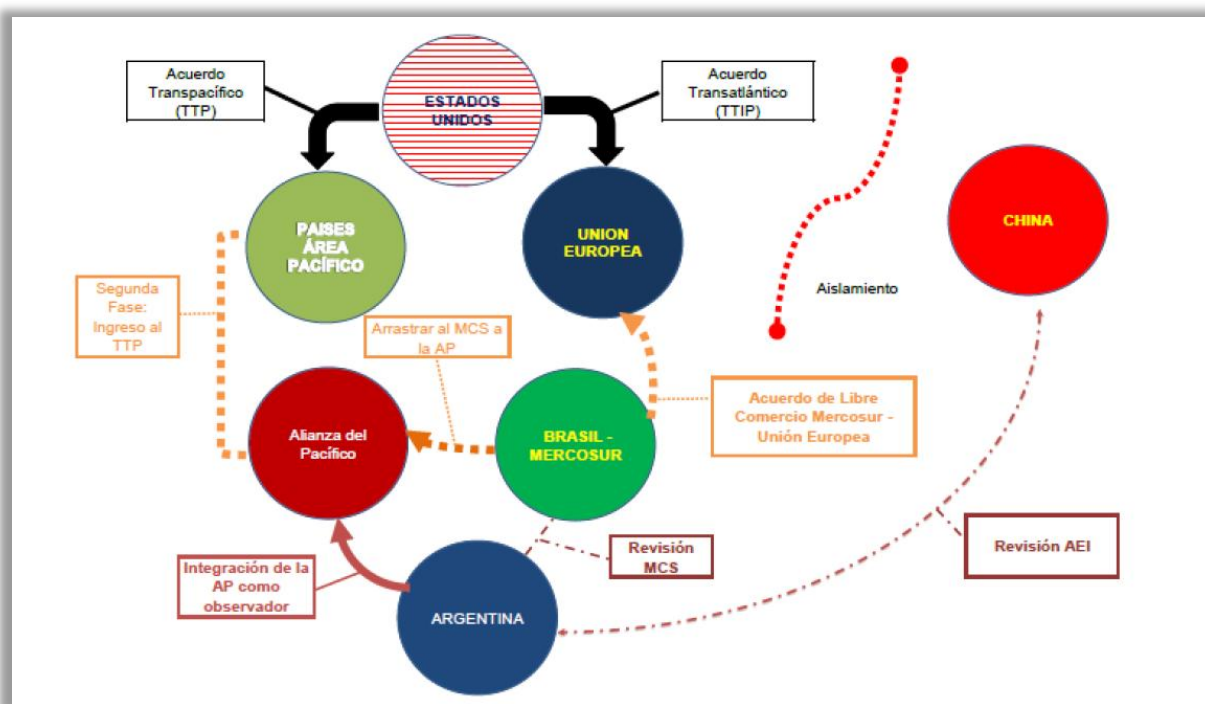 Acuerdo
Transpacífico
(TTP)
ESTADOS
UNIDOS
Acuerdo
Transatlántico
(TTIP)
PAISES
ÁREA
PACÍFICO
UNION
EUROPEA
CHINA
Segunda
Fase:
Ingreso al
TTP
Aislamiento
Arrastrar al MCS a
la AP
Alianza del
Pacífico
BRASIL -
MERCOSUR
Acuerdo de Libre
Comercio Mercosur -
Unión Europea
Integración de la
AP como
observador
Revisión
MCS
Revisión AEI
ARGENTINA